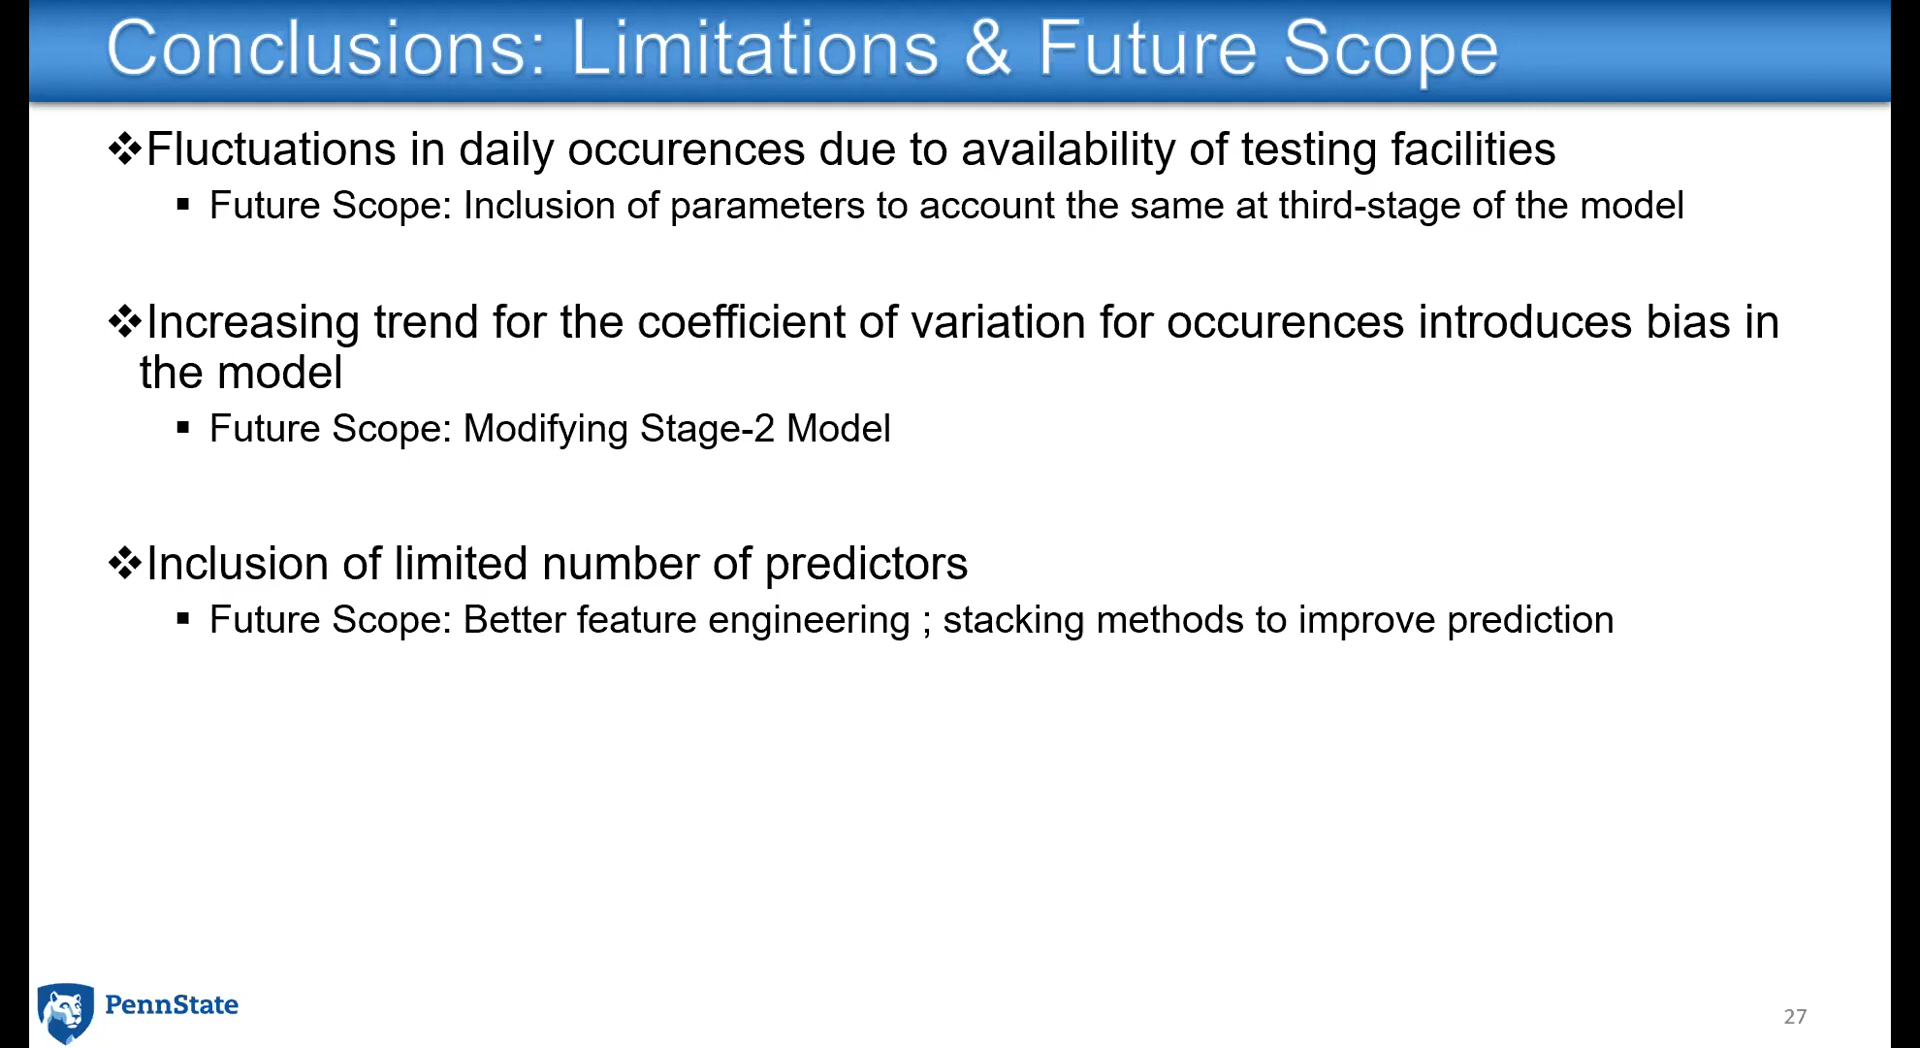 Conclusions: Limitations & Future Scope
❖Fluctuations in daily occurences due to availability of testing facilities
▪ Future Scope: Inclusion of parameters to account the same at third-stage of the model
❖Increasing trend for the coefficient of variation for occurences introduces bias in
the model
▪ Future Scope: Modifying Stage-2 Model
❖Inclusion of limited number of predictors
▪ Future Scope: Better feature engineering ; stacking methods to improve prediction
PennState
27